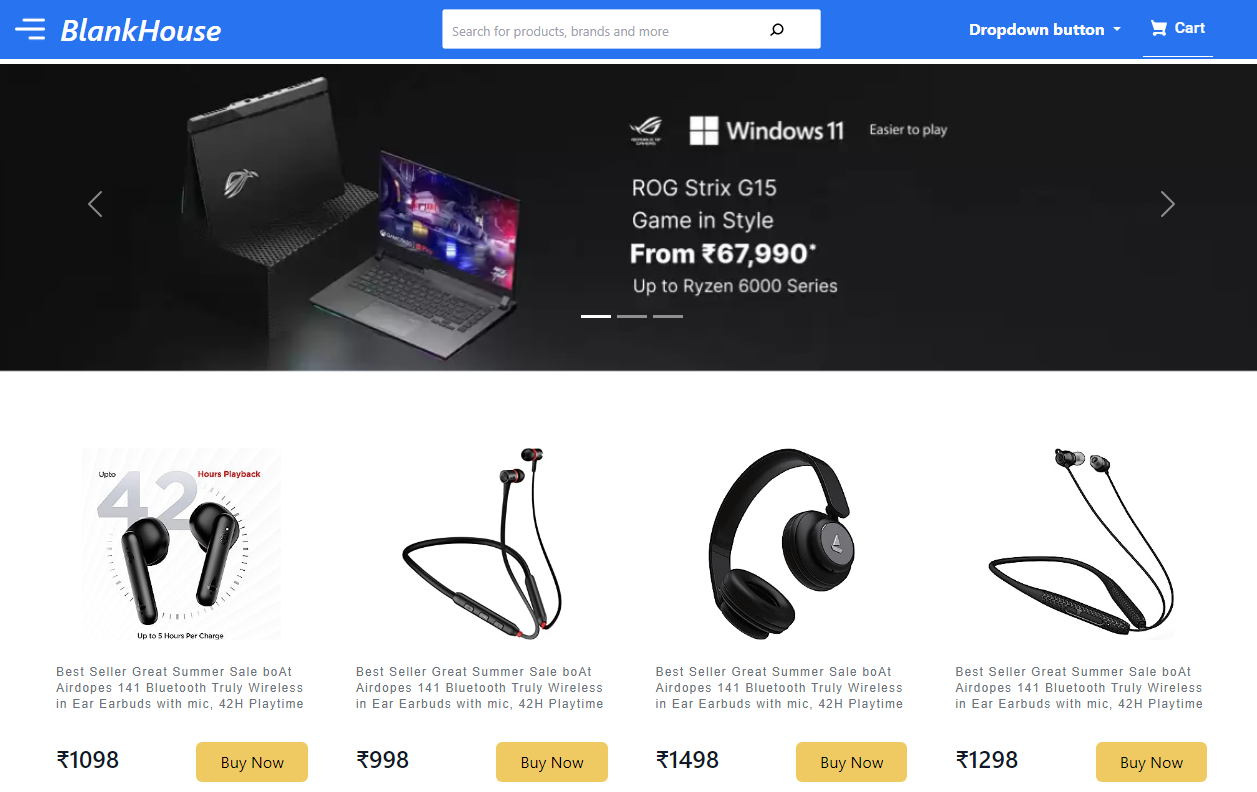 BlankHouse
Search for products, brands and more
Dropdown button
Cart
Windows 11
Easier to play
ROG Strix G15
Game in Style
From ₹67,990*
Up to Ryzen 6000 Series
Upto
42
Hours Playback
Up to 5 Hours Per Charge
Best Seller Great Summer Sale boAt
Airdopes 141 Bluetooth Truly Wireless
in Ear Earbuds with mic, 42H Playtime
₹1098
Buy Now
Best Seller Great Summer Sale boAt
Airdopes 141 Bluetooth Truly Wireless
in Ear Earbuds with mic, 42H Playtime
₹998
Buy Now
Best Seller Great Summer Sale boAt
Airdopes 141 Bluetooth Truly Wireless
in Ear Earbuds with mic, 42H Playtime
₹1498
Buy Now
Best Seller Great Summer Sale boAt
Airdopes 141 Bluetooth Truly Wireless
in Ear Earbuds with mic, 42H Playtime
₹1298
Buy Now